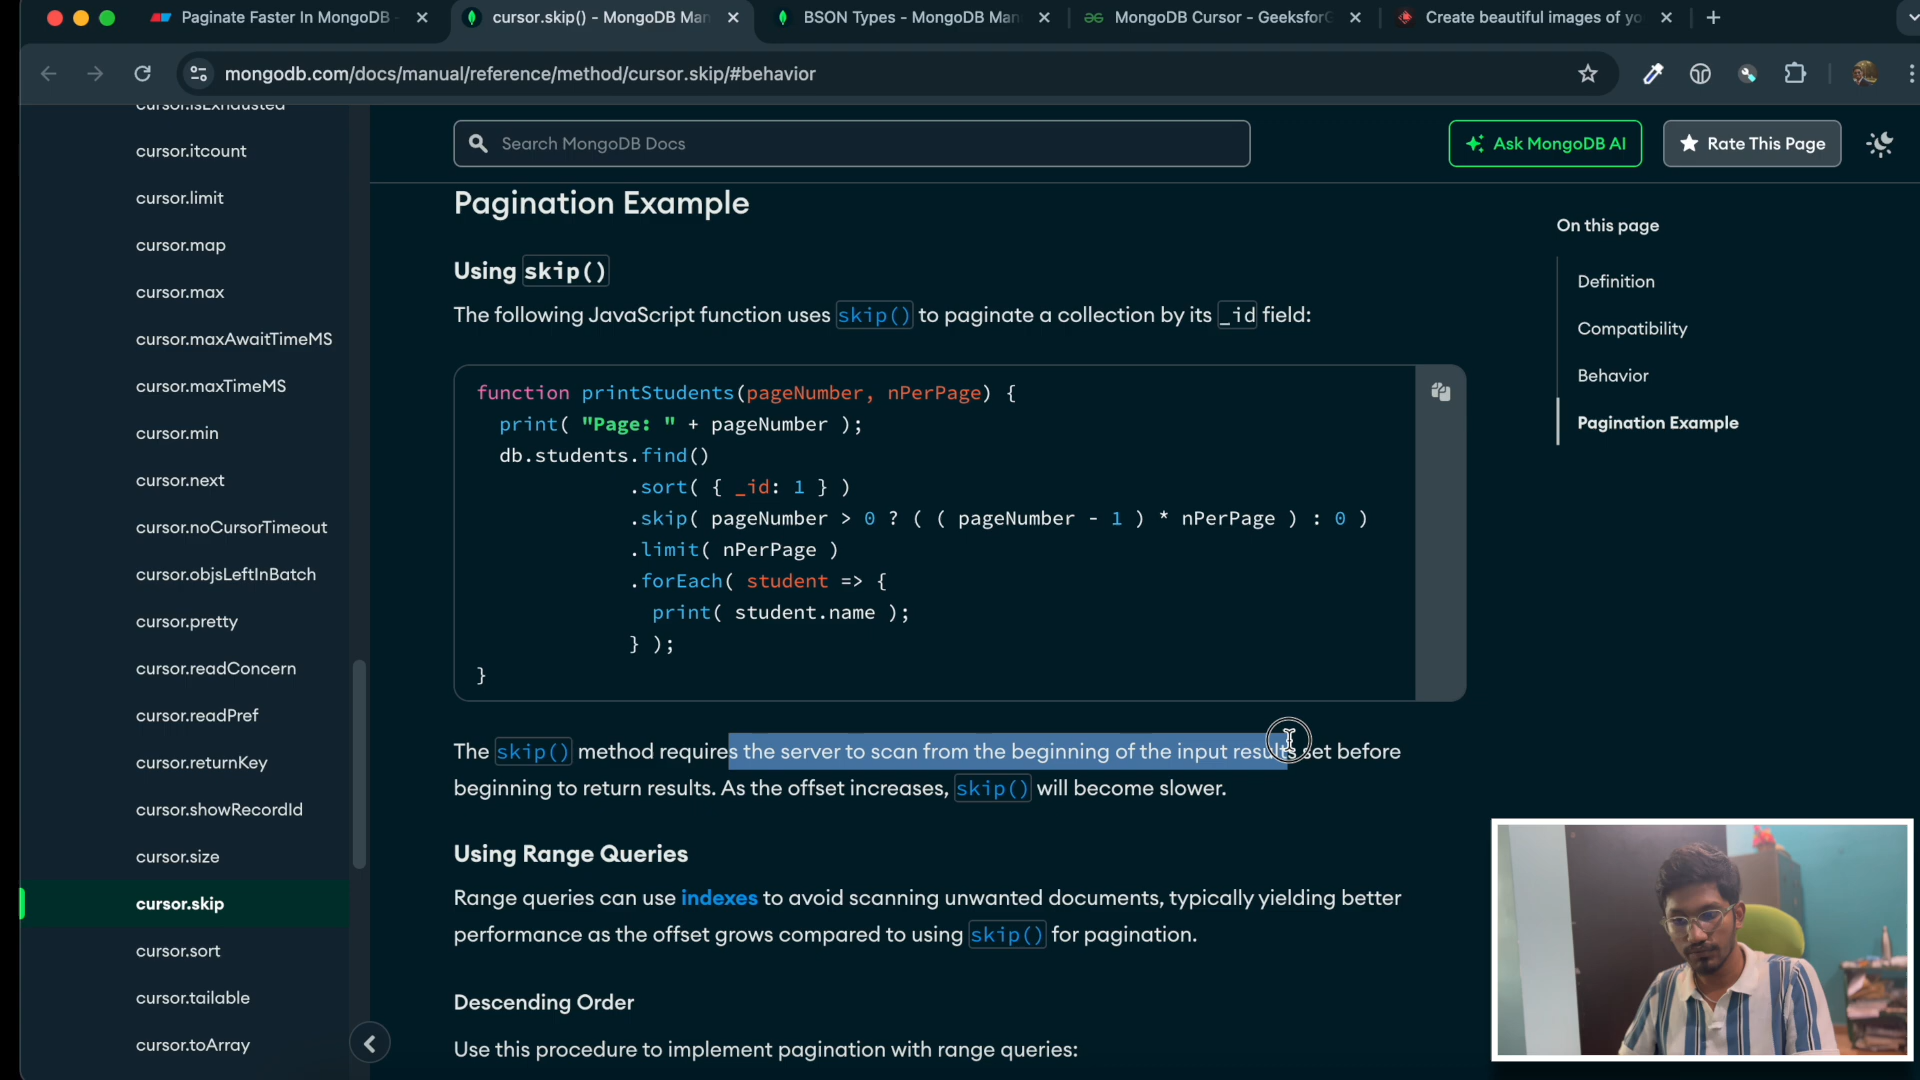 Paginate Faster In MongoDB -
cursor.skip() - MongoDB Man
BSON Types - MongoDB Man
MongoDB Cursor - GeeksforG
Create beautiful images of yo
mongodb.com/docs/manual/reference/method/cursor.skip/#behavior
cursor.isExhausted
cursor.itcount
cursor.limit
cursor.map
cursor.max
cursor.maxAwaitTimeMS
cursor.maxTimeMS
cursor.min
cursor.next
cursor.noCursorTimeout
cursor.objsLeftInBatch
cursor.pretty
cursor.readConcern
cursor.readPref
cursor.returnKey
cursor.showRecordId
cursor.size
cursor.skip
cursor.sort
cursor.tailable
cursor.toArray
Search MongoDB Docs
Ask MongoDB AI
Rate This Page
Pagination Example
Using skip()
The following JavaScript function uses skip() to paginate a collection by its _id field:
function printStudents(pageNumber, nPerPage) {
print( "Page: " + pageNumber );
db.students.find()
.sort( { _id: 1 } )
.skip( pageNumber > 0 ? ( ( pageNumber - 1 ) * nPerPage ) : 0 )
.limit( nPerPage )
.forEach( student => {
print( student.name );
} );
}
The skip() method requires the server to scan from the beginning of the input results set before
beginning to return results. As the offset increases, skip() will become slower.
Using Range Queries
Range queries can use indexes to avoid scanning unwanted documents, typically yielding better
performance as the offset grows compared to using skip() for pagination.
Descending Order
Use this procedure to implement pagination with range queries:
On this page
Definition
Compatibility
Behavior
Pagination Example